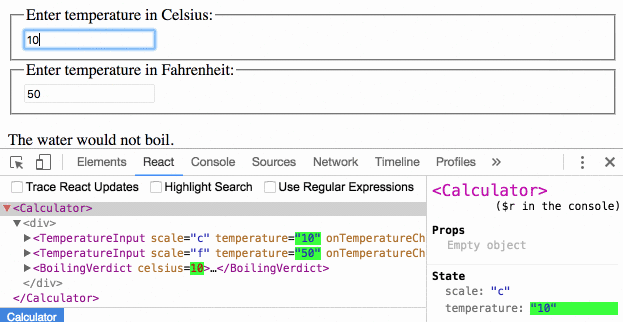 Enter temperature in Celsius:
10
Enter temperature in Fahrenheit:
50
The water would not boil.
Elements React Console Sources Network Timeline Profiles »
Trace React Updates Highlight Search Use Regular Expressions
<Calculator>
<div>
<TemperatureInput scale="c" temperature="10" onTemperatureCh
<TemperatureInput scale="f" temperature="50" onTemperatureCh
<BoilingVerdict celsius=10>…</BoilingVerdict>
</div>
</Calculator>
Calculator
<Calculator>
($r in the console)
Props
Empty object
State
scale: "c"
temperature: "10"